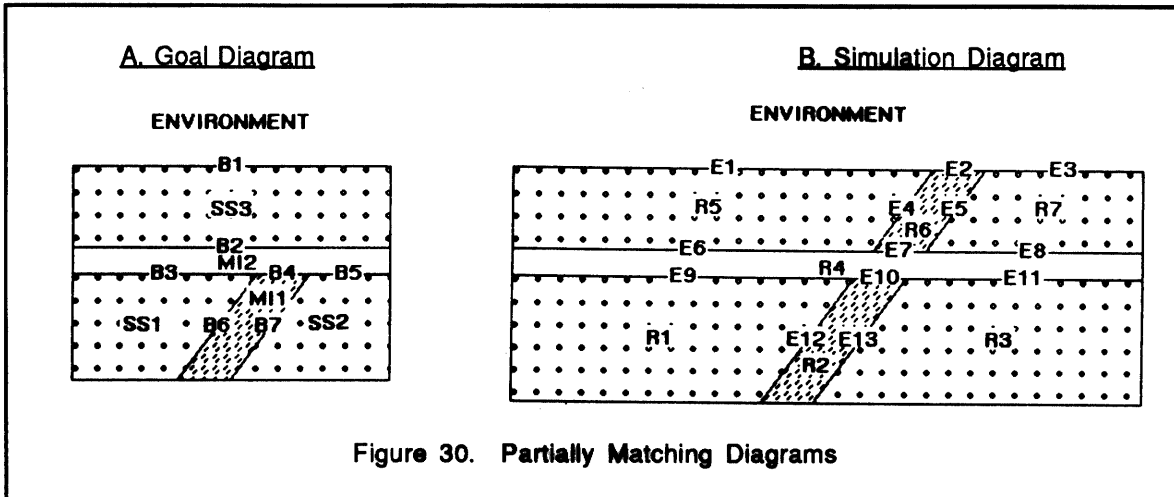 A. Goal Diagram
B. Simulation Diagram
ENVIRONMENT
ENVIRONMENT
B1
SS3
B2
MI2
B3 B4 B5
MI1
SS1 B6 B7 SS2
E1 E2 E3
R5 E4 E5 R7
R6
E6 E7 E8
R4
E9 E10 E11
R1 E12 E13 R3
R2
Figure 30. Partially Matching Diagrams